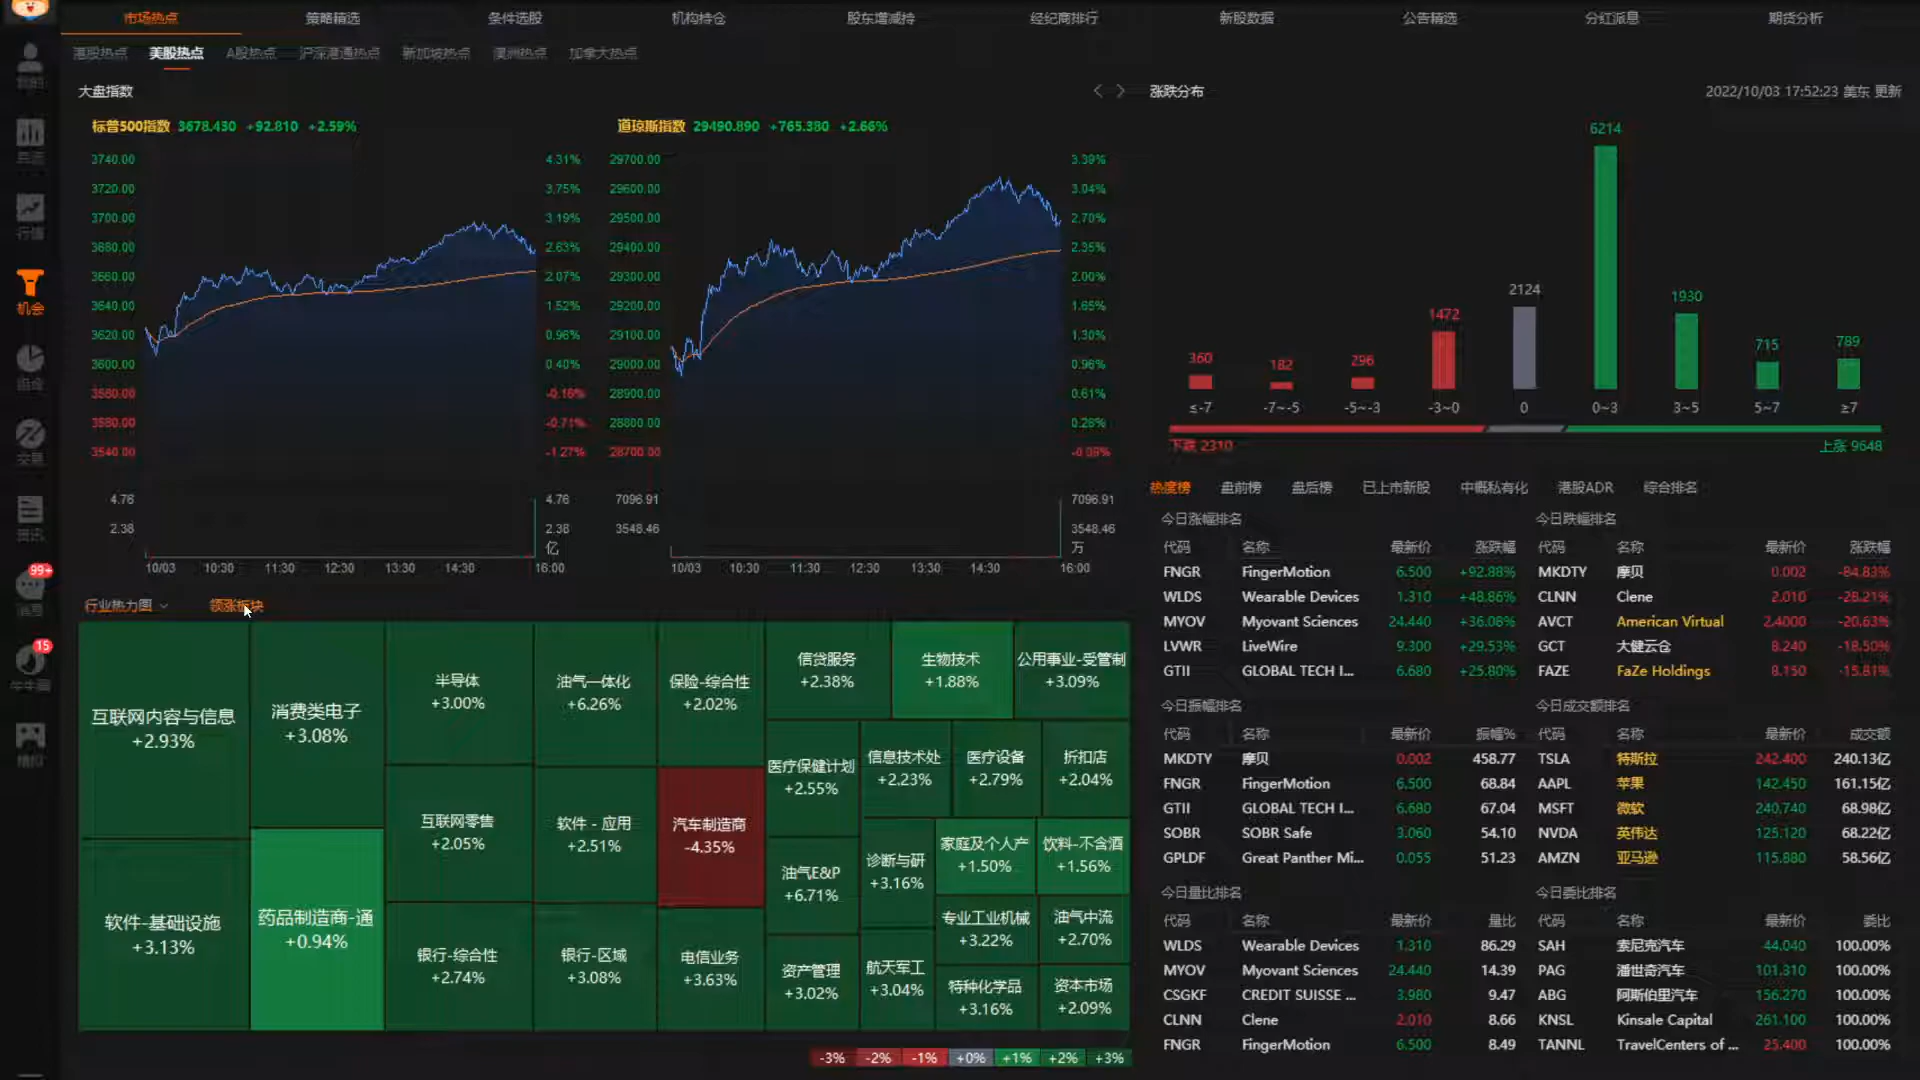 市场热点 策略精选 条件选股 机构持仓 股东增减持 经纪商排行 新股数据 公告精选 分红派息 期货分析
港股热点 美股热点 A股热点 沪深港通热点 新加坡热点 澳洲热点 加拿大热点
大盘指数
标普500指数 3678.430 +92.810 +2.59%
道琼斯指数 29490.890 +765.380 +2.66%
3740.00 4.31% 29700.00 3.39%
3720.00 3.75% 29600.00 3.04%
3700.00 3.19% 29500.00 2.70%
3680.00 2.63% 29400.00 2.35%
3660.00 2.07% 29300.00 2.00%
3640.00 1.52% 29200.00 1.65%
3620.00 0.96% 29100.00 1.30%
3600.00 0.40% 29000.00 0.96%
-0.16% 28900.00 0.61%
-0.71% 28800.00 0.26%
3540.00 -1.27% 28700.00 -0.09%
4.76 4.76 7096.91 7096.91
2.38 2.38 3548.46 3548.46
亿 万
10/03 10:30 11:30 12:30 13:30 14:30 16:00
10/03 10:30 11:30 12:30 13:30 14:30 16:00
涨跌分布 2022/10/03 17:52:23 美东 更新
360 182 296 1472 2124 6214 1930 715 789
≤-7 -7~-5 -5~-3 -3~0 0 0~3 3~5 5~7 ≥7
下跌 2310 上涨 9648
行业热力图 领涨板块
互联网内容与信息
+2.93%
消费类电子
+3.08%
半导体
+3.00%
油气一体化
+6.26%
保险-综合性
+2.02%
信贷服务
+2.38%
生物技术
+1.88%
公用事业-受管制
+3.09%
医疗保健计划
+2.55%
信息技术处
+2.23%
医疗设备
+2.79%
折扣店
+2.04%
互联网零售
+2.05%
软件 - 应用
+2.51%
汽车制造商
-4.35%
油气E&P
+6.71%
诊断与研
+3.16%
家庭及个人产
+1.50%
饮料-不含酒
+1.56%
软件-基础设施
+3.13%
药品制造商-通
+0.94%
银行-综合性
+2.74%
银行-区域
+3.08%
电信业务
+3.63%
资产管理
+3.02%
航天军工
+3.04%
专业工业机械
+3.22%
油气中流
+2.70%
特种化学品
+3.16%
资本市场
+2.09%
-3% -2% -1% +0% +1% +2% +3%
热度榜 盘前榜 盘后榜 已上市新股 中概私有化 港股ADR 综合排名
今日涨幅排名
代码 名称 最新价 涨跌幅
FNGR FingerMotion 6.500 +92.88%
WLDS Wearable Devices 1.310 +48.86%
MYOV Myovant Sciences 24.440 +36.08%
LVWR LiveWire 9.300 +29.53%
GTII GLOBAL TECH I... 6.680 +25.80%
今日跌幅排名
代码 名称 最新价 涨跌幅
MKDTY 摩贝 0.002 -84.83%
CLNN Clene 2.010 -28.21%
AVCT American Virtual 2.4000 -20.63%
GCT 大健云仓 8.240 -18.50%
FAZE FaZe Holdings 8.150 -15.81%
今日振幅排名
代码 名称 最新价 振幅%
MKDTY 摩贝 0.002 458.77
FNGR FingerMotion 6.500 68.84
GTII GLOBAL TECH I... 6.680 67.04
SOBR SOBR Safe 3.060 54.10
GPLDF Great Panther Mi... 0.055 51.23
今日成交额排名
代码 名称 最新价 成交额
TSLA 特斯拉 242.400 240.13亿
AAPL 苹果 142.450 161.15亿
MSFT 微软 240.740 68.98亿
NVDA 英伟达 125.120 68.22亿
AMZN 亚马逊 115.880 58.56亿
今日量比排名
代码 名称 最新价 量比
WLDS Wearable Devices 1.310 86.29
MYOV Myovant Sciences 24.440 14.39
CSGKF CREDIT SUISSE ... 3.980 9.47
CLNN Clene 2.010 8.66
FNGR FingerMotion 6.500 8.49
今日委比排名
代码 名称 最新价 委比
SAH 索尼克汽车 44.040 100.00%
PAG 潘世奇汽车 101.310 100.00%
ABG 阿斯伯里汽车 156.270 100.00%
KNSL Kinsale Capital 261.100 100.00%
TANNL TravelCenters of ... 25.400 100.00%
行情
机会
交易
资讯
99+
消息
15
牛牛圈
模拟